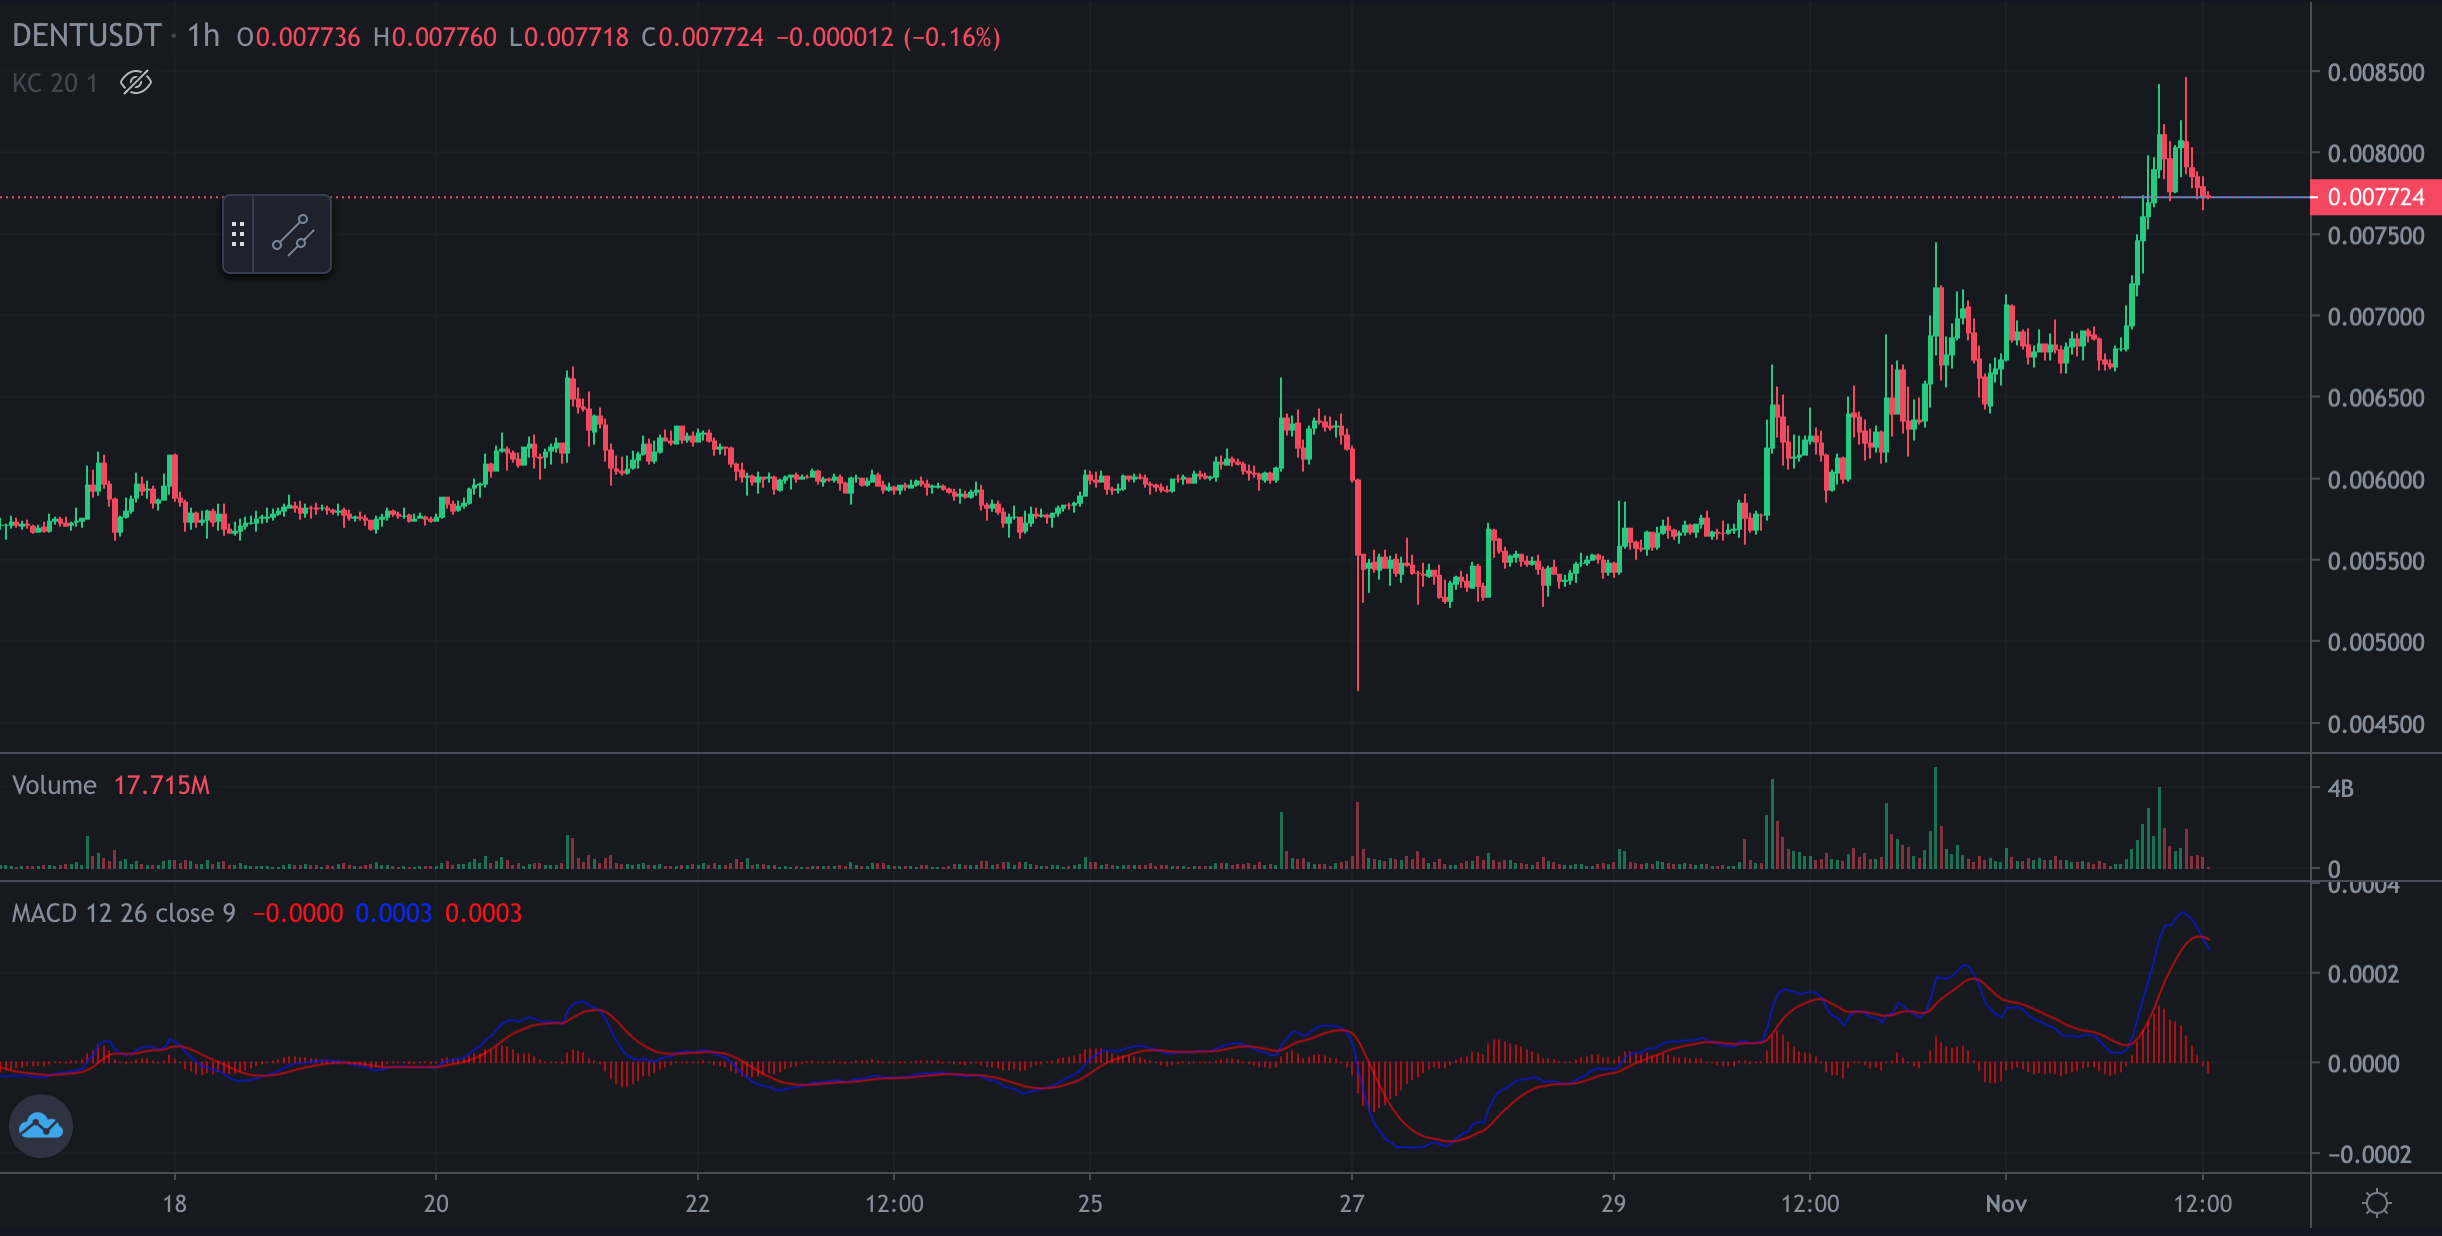 DENTUSDT · 1h O0.007736 H0.007760 L0.007718 C0.007724 −0.000012 (−0.16%)
KC 20 1
0.008500
0.008000
0.007724
0.007500
0.007000
0.006500
0.006000
0.005500
0.005000
0.004500
Volume 17.715M
4B
0
MACD 12 26 close 9 −0.0000 0.0003 0.0003
0.0004
0.0002
0.0000
−0.0002
18 20 22 12:00 25 27 29 12:00 Nov 12:00